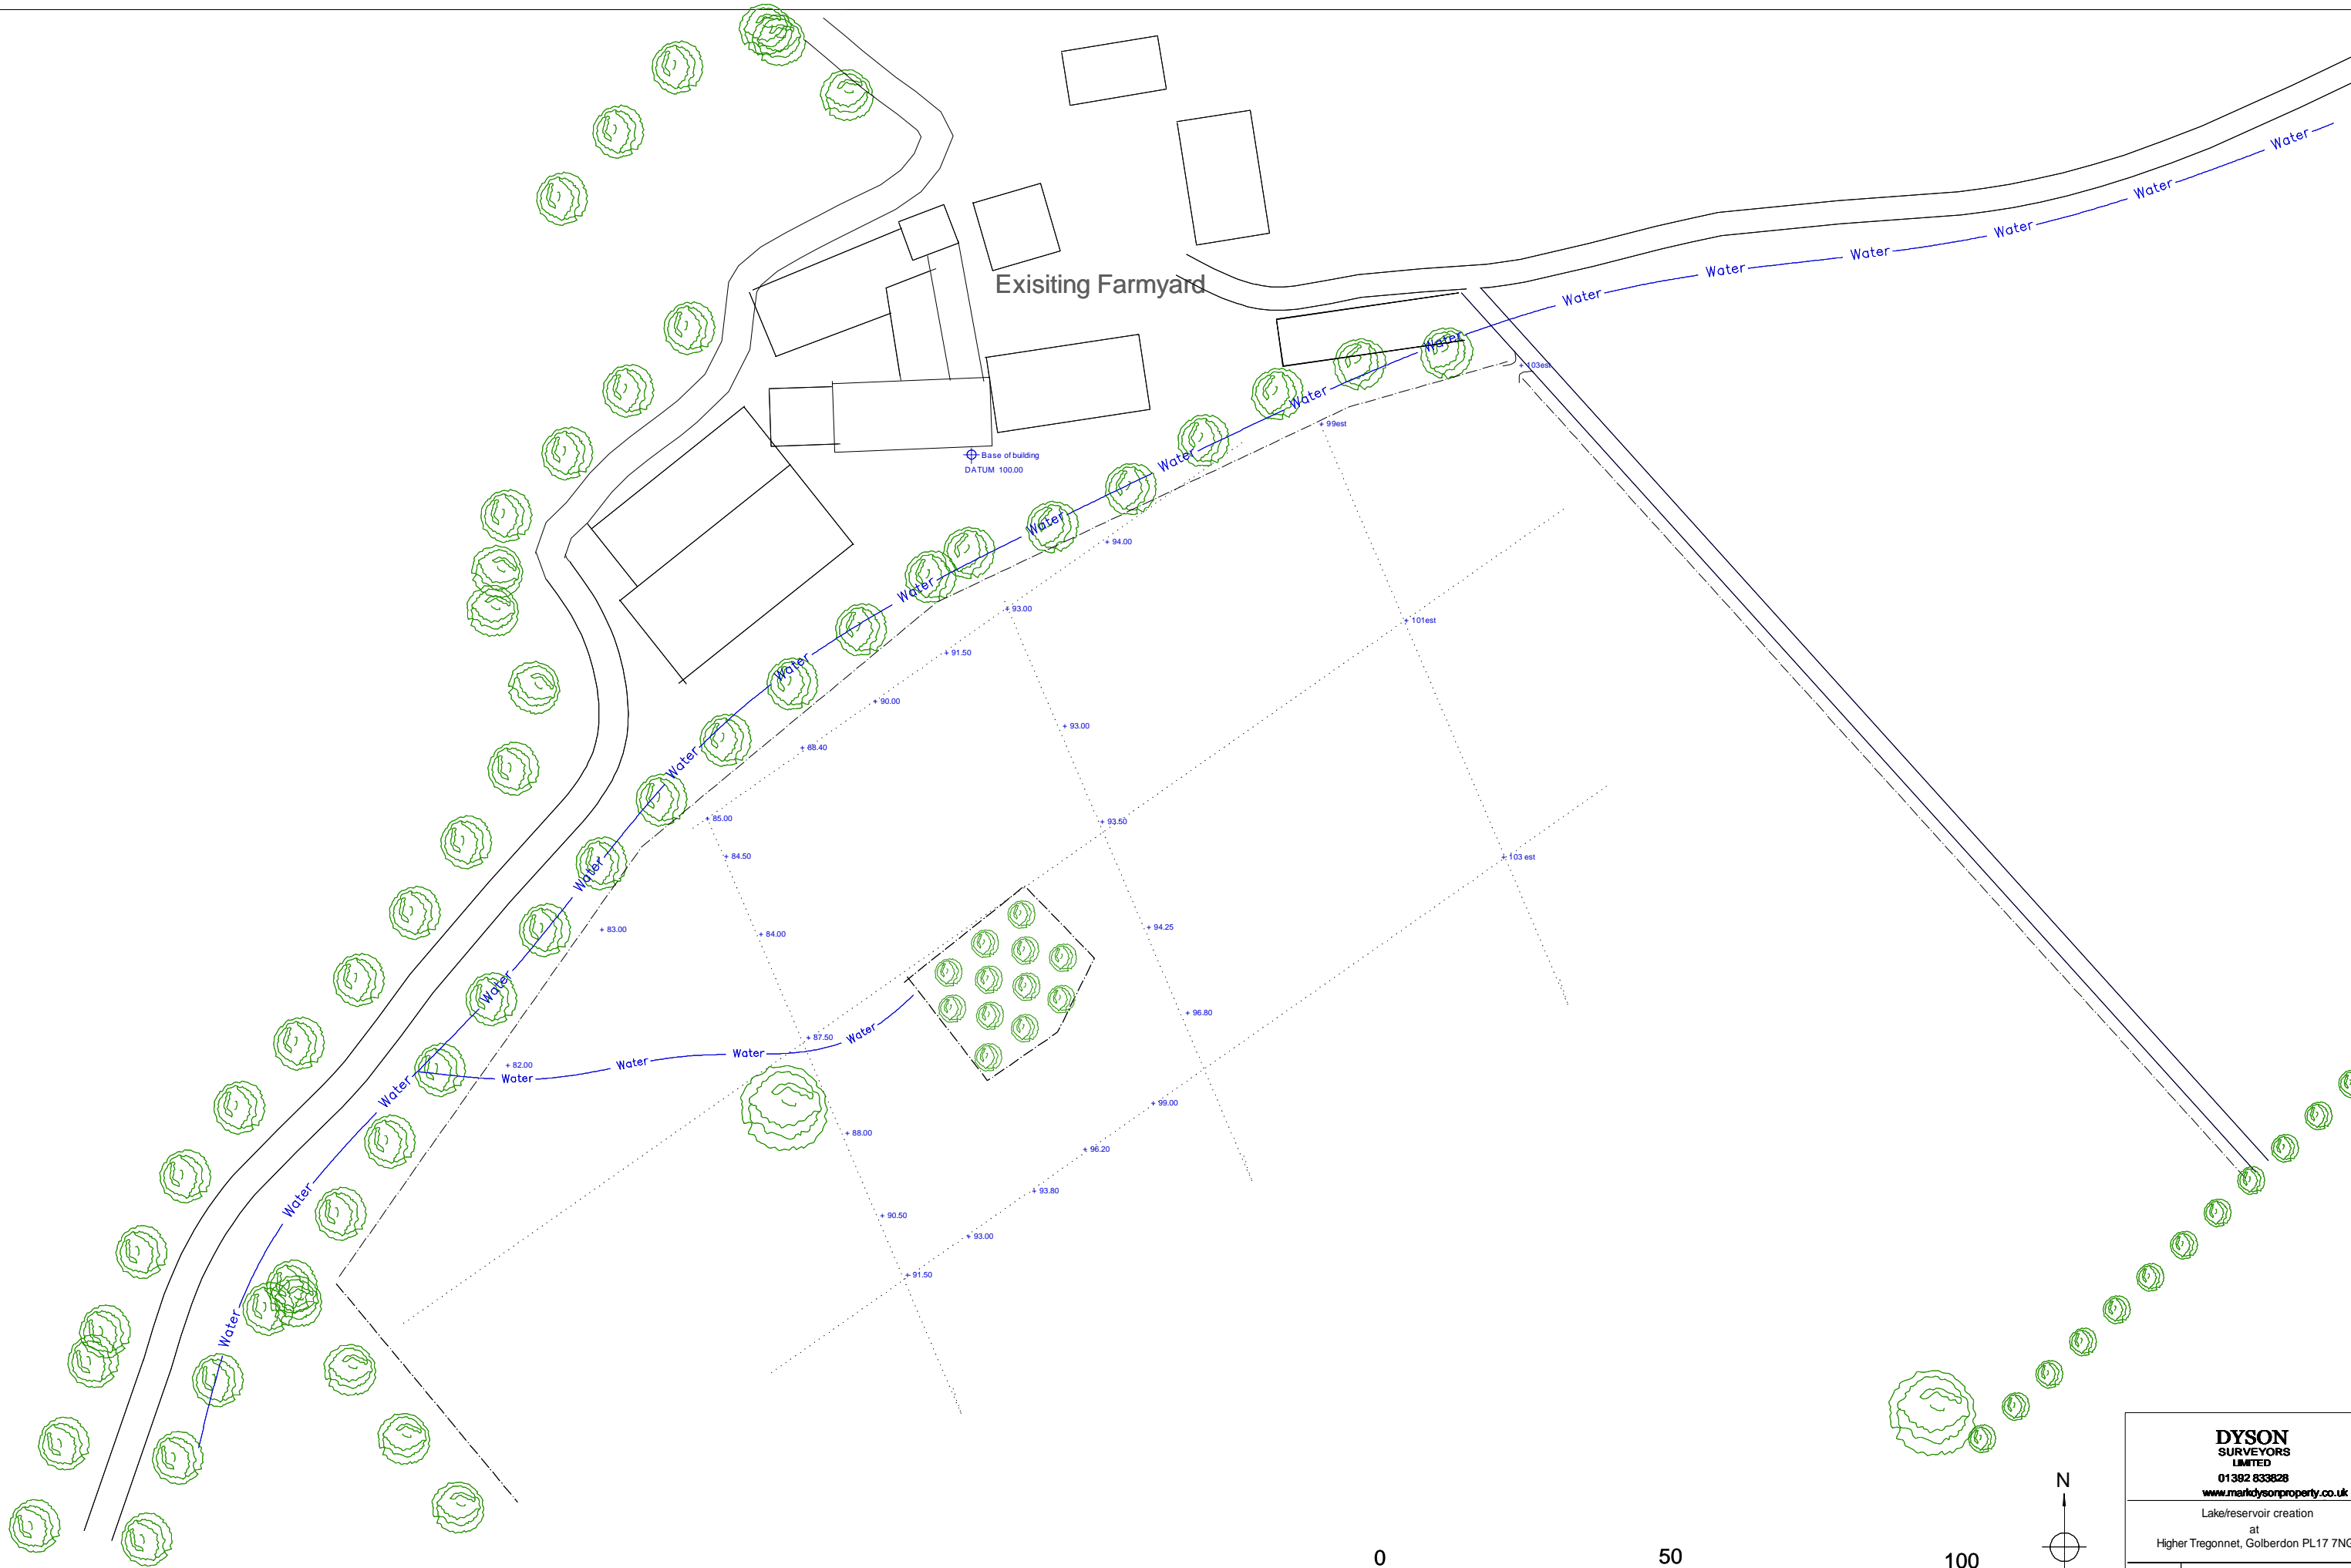 Water
Water
Water
Water
Water
Water
Exisiting Farmyard
Water
Water
+ 103est
Water
+ 99est
Base of building
DATUM 100.00
Water
Water
+ 94.00
Water
+ 93.00
+ 101est
+ 91.50
Water
+ 90.00
+ 93.00
+ 88.40
Water
+ 85.00
+ 93.50
+ 84.50
+ 103 est
Water
+ 83.00
+ 84.00
+ 94.25
Water
+ 96.80
+ 87.50
Water
Water
Water
+ 82.00
Water
Water
+ 99.00
+ 88.00
+ 96.20
Water
+ 93.80
+ 90.50
+ 93.00
+ 91.50
Water
DYSON
SURVEYORS
LIMITED
01392 833828
www.markdysonproperty.co.uk
N
Lake/reservoir creation
at
Higher Tregonnet, Golberdon PL17 7N
0
50
100